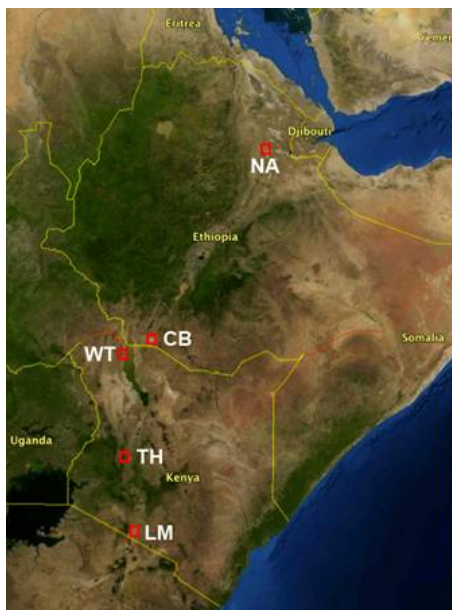 Eritrea
Yemen
Djibouti
NA
Ethiopia
CB
WT
Somalia
Uganda
TH
Kenya
LM